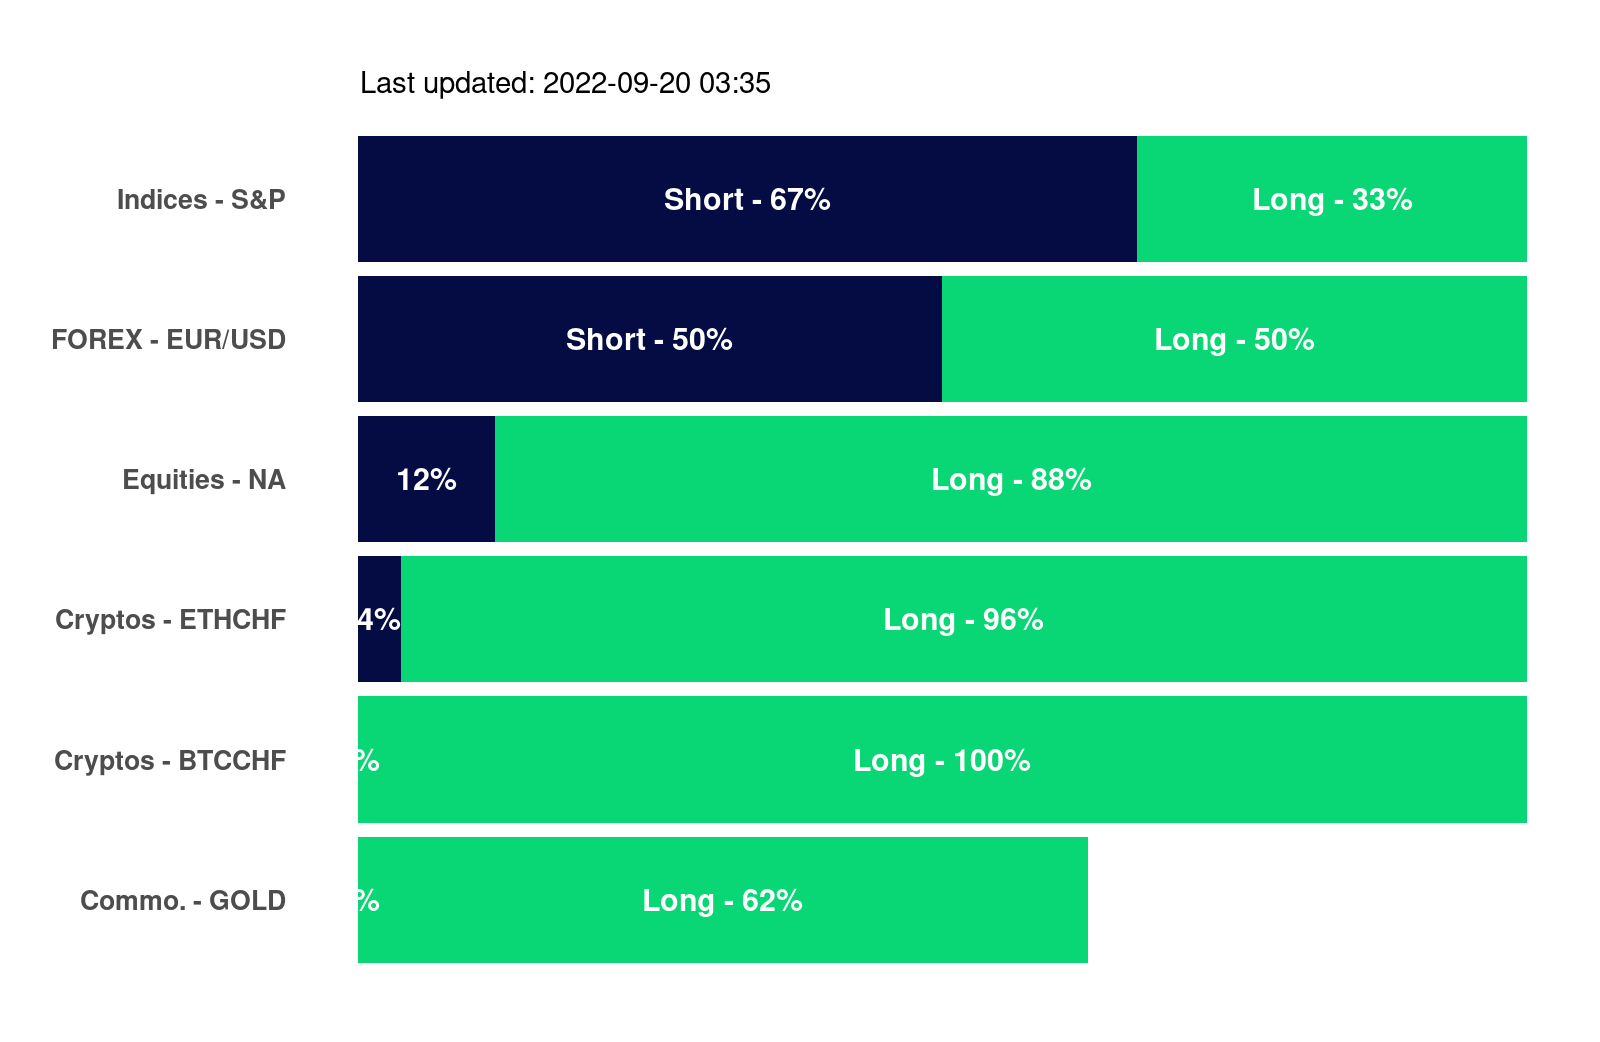 Last updated: 2022-09-20 03:35
Indices - S&P
Short - 67%
Long - 33%
FOREX - EUR/USD
Short - 50%
Long - 50%
Equities - NA
12%
Long - 88%
Cryptos - ETHCHF
4%
Long - 96%
Cryptos - BTCCHF
%
Long - 100%
Commo. - GOLD
%
Long - 62%